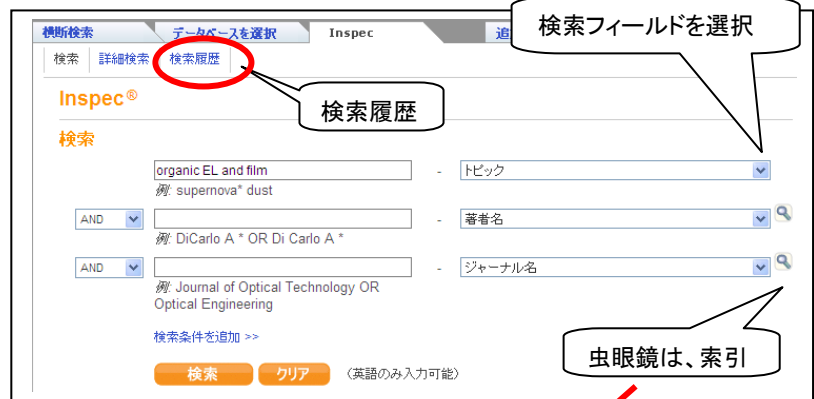 横断検索 データベースを選択 Inspec 追
検索フィールドを選択
検索 詳細検索 検索履歴
検索履歴
Inspec®
検索
organic EL and film - トピック
例: supernova* dust
AND - 著者名
例: DiCarlo A * OR Di Carlo A *
AND - ジャーナル名
例: Journal of Optical Technology OR
Optical Engineering
検索条件を追加 >>
虫眼鏡は、索引
検索 クリア (英語のみ入力可能)